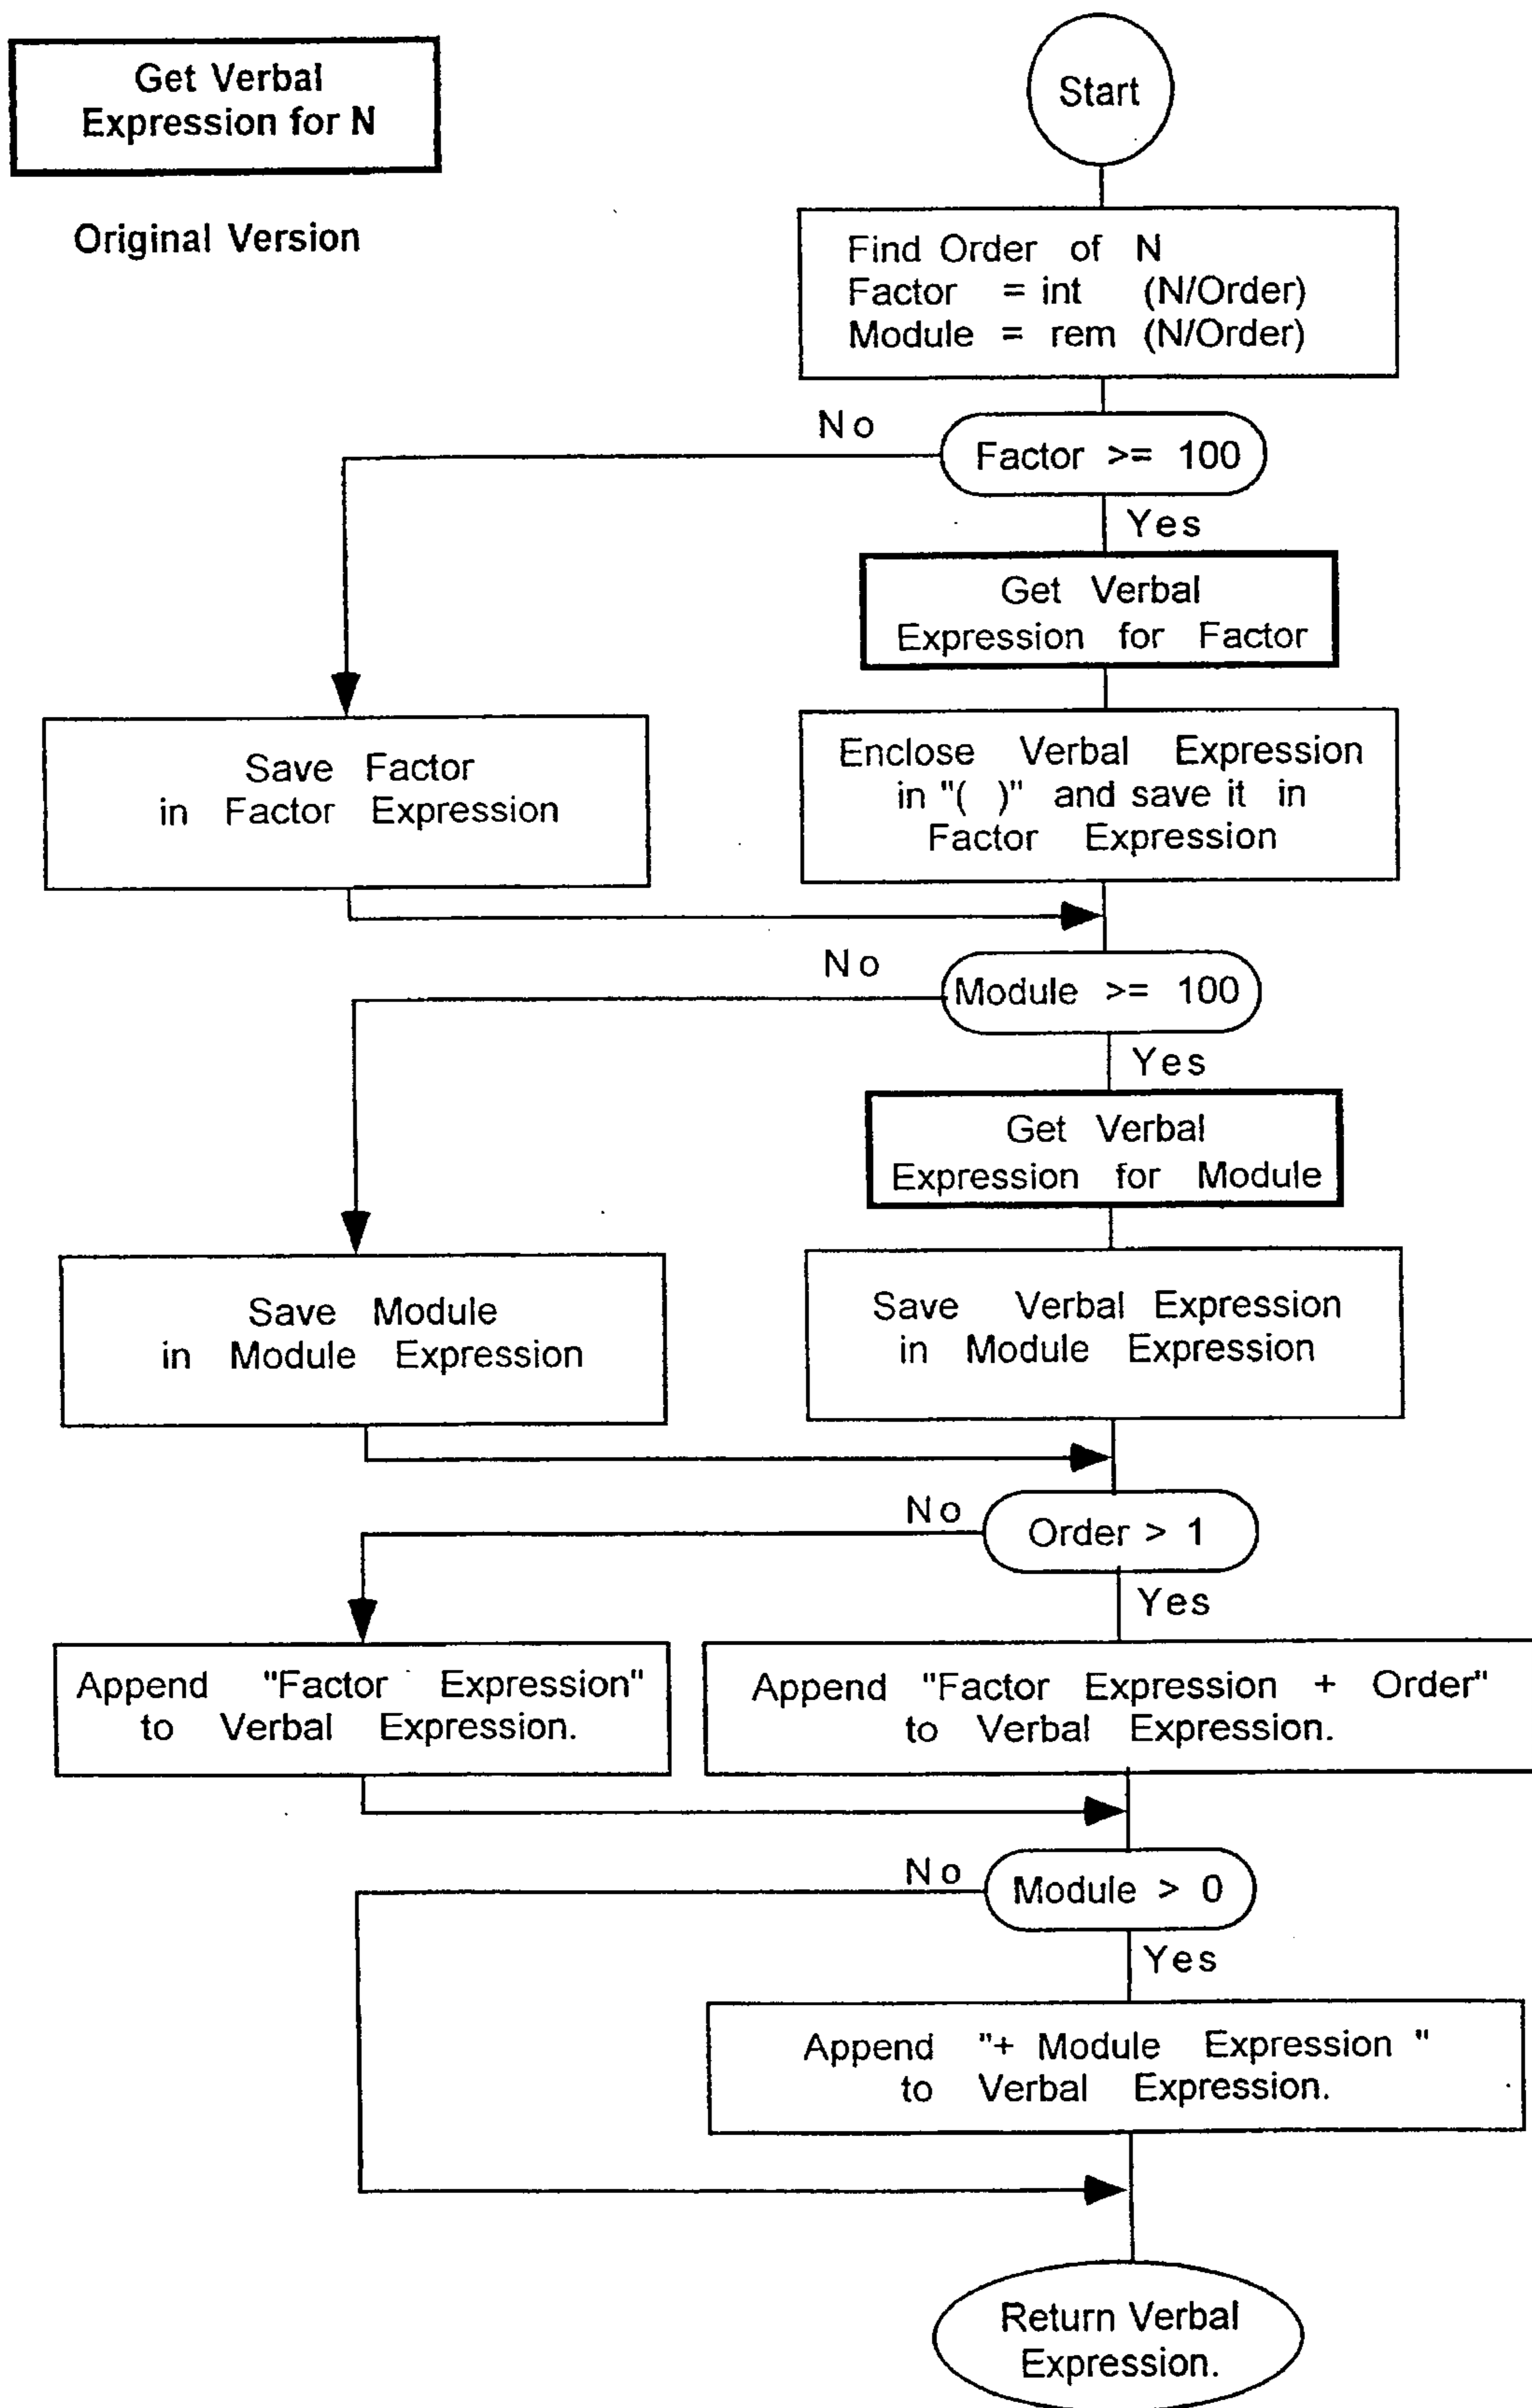 Get Verbal
Expression for N
Original Version
Start
Find Order of N
Factor = int (N/Order)
Module = rem (N/Order)
No
Factor >= 100
Yes
Get Verbal
Expression for Factor
Save Factor
in Factor Expression
Enclose Verbal Expression
in "( )" and save it in
Factor Expression
No
Module >= 100
Yes
Get Verbal
Expression for Module
Save Module
in Module Expression
Save Verbal Expression
in Module Expression
No
Order > 1
Yes
Append "Factor Expression"
to Verbal Expression.
Append "Factor Expression + Order"
to Verbal Expression.
No
Module > 0
Yes
Append "+ Module Expression "
to Verbal Expression.
Return Verbal
Expression.